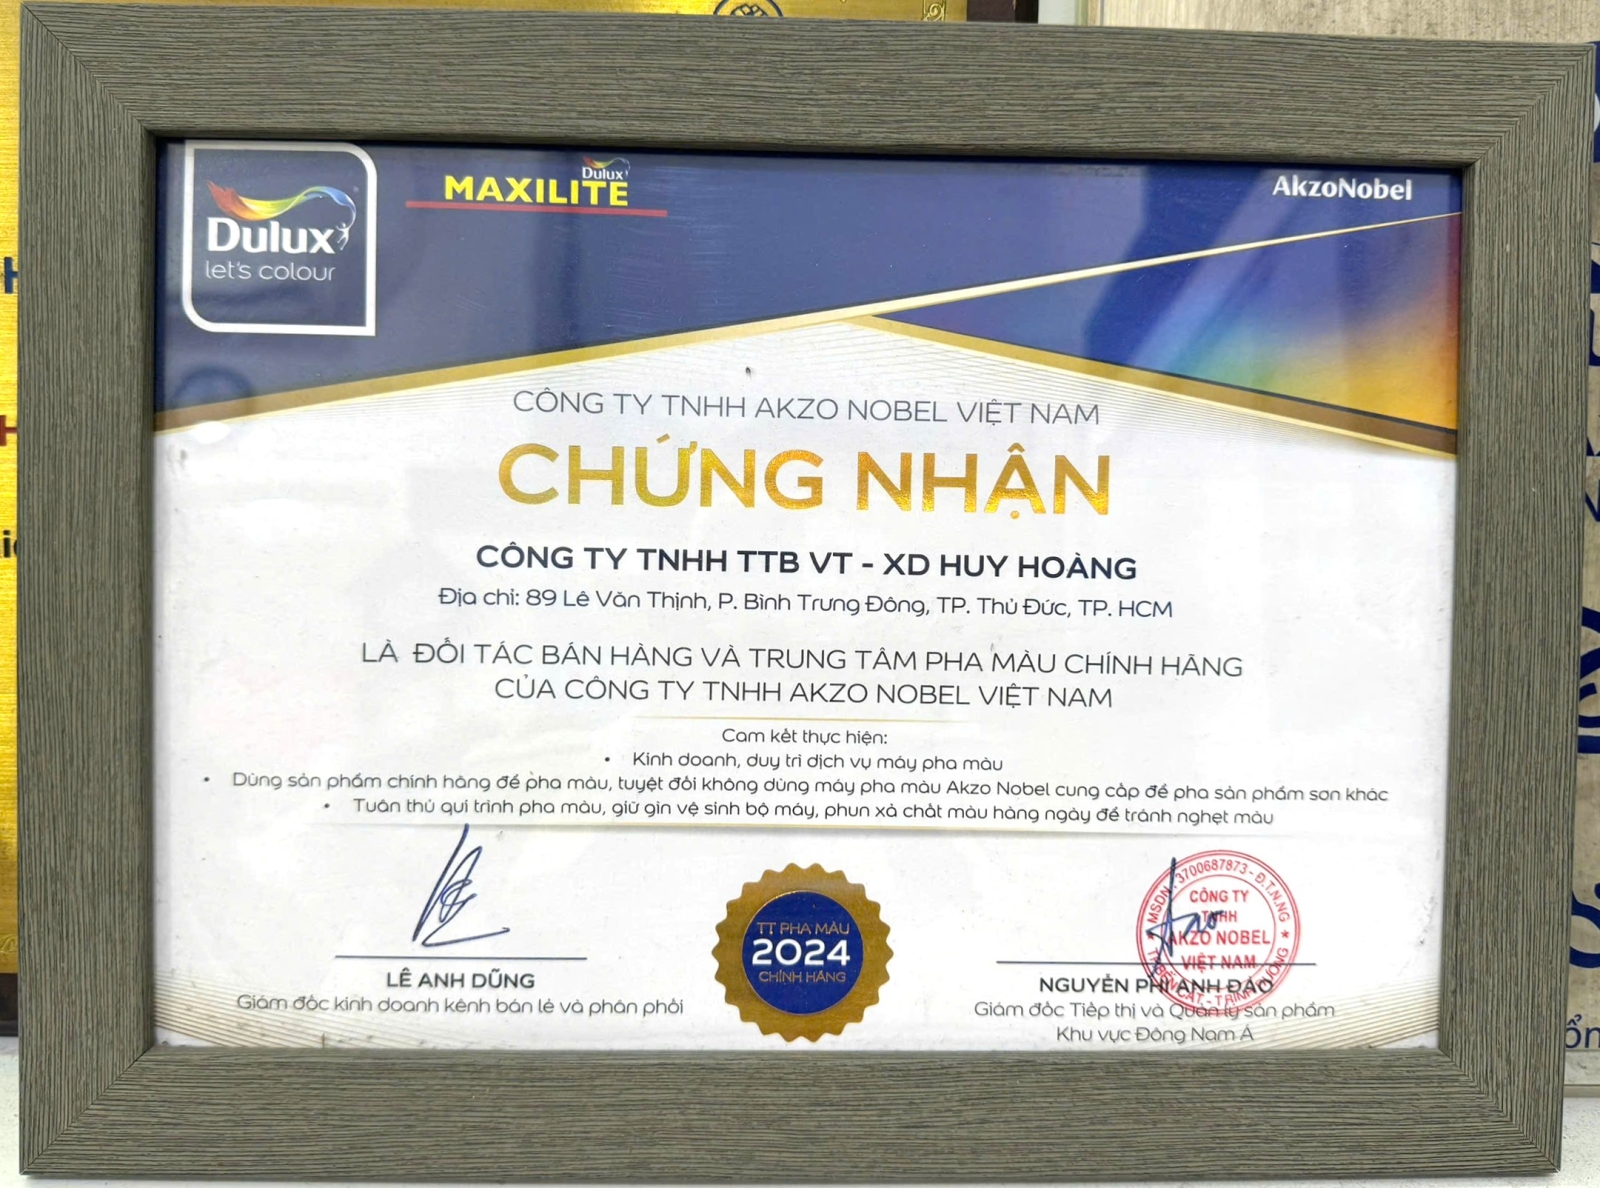 Dulux
let's colour
MAXILITE
Dulux
AkzoNobel
CÔNG TY TNHH AKZO NOBEL VIỆT NAM
CHỨNG NHẬN
CÔNG TY TNHH TTB VT - XD HUY HOÀNG
Địa chỉ: 89 Lê Văn Thịnh, P. Bình Trưng Đông, TP. Thủ Đức, TP. HCM
LÀ ĐỐI TÁC BÁN HÀNG VÀ TRUNG TÂM PHA MÀU CHÍNH HÃNG
CỦA CÔNG TY TNHH AKZO NOBEL VIỆT NAM
Cam kết thực hiện:
• Kinh doanh, duy trì dịch vụ máy pha màu
• Dùng sản phẩm chính hãng để pha màu, tuyệt đối không dùng máy pha màu Akzo Nobel cung cấp để pha sản phẩm sơn khác
• Tuân thủ qui trình pha màu, giữ gìn vệ sinh bộ máy, phun xả chất màu hàng ngày để tránh nghẹt màu
LÊ ANH DŨNG
Giám đốc kinh doanh kênh bán lẻ và phân phối
TT PHA MÀU
2024
CHÍNH HÃNG
MSDN: 3700687873 - Đ.T.N.NG
CÔNG TY
TNHH
AKZO NOBEL
VIỆT NAM
NGUYỄN PHI ANH ĐÀO
Giám đốc Tiếp thị và Quản lý sản phẩm
Khu vực Đông Nam Á